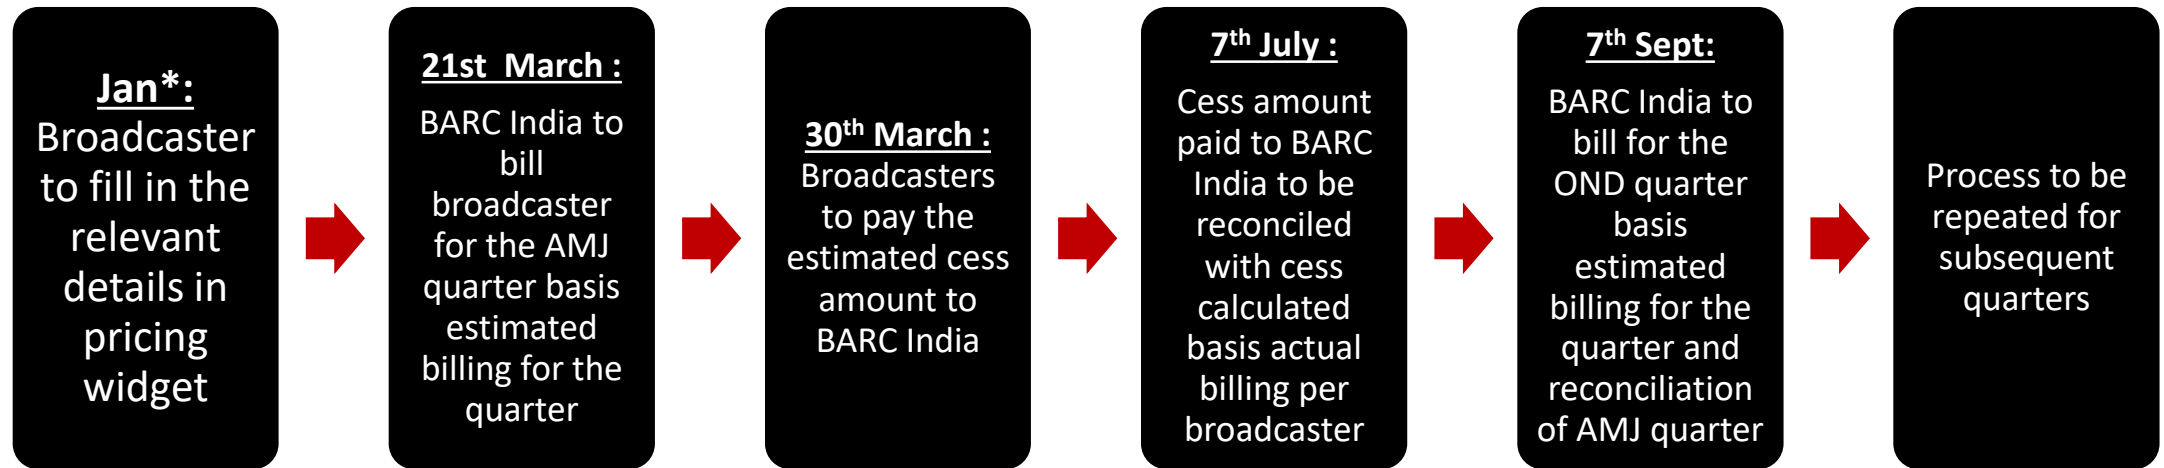 Jan*:
Broadcaster
to fill in the
relevant
details in
pricing
widget
21st March :
BARC India to
bill
broadcaster
for the AMJ
quarter basis
estimated
billing for the
quarter
30th March :
Broadcasters
to pay the
estimated cess
amount to
BARC India
7th July :
Cess amount
paid to BARC
India to be
reconciled
with cess
calculated
basis actual
billing per
broadcaster
7th Sept:
BARC India to
bill for the
OND quarter
basis
estimated
billing for the
quarter and
reconciliation
of AMJ quarter
Process to be
repeated for
subsequent
quarters